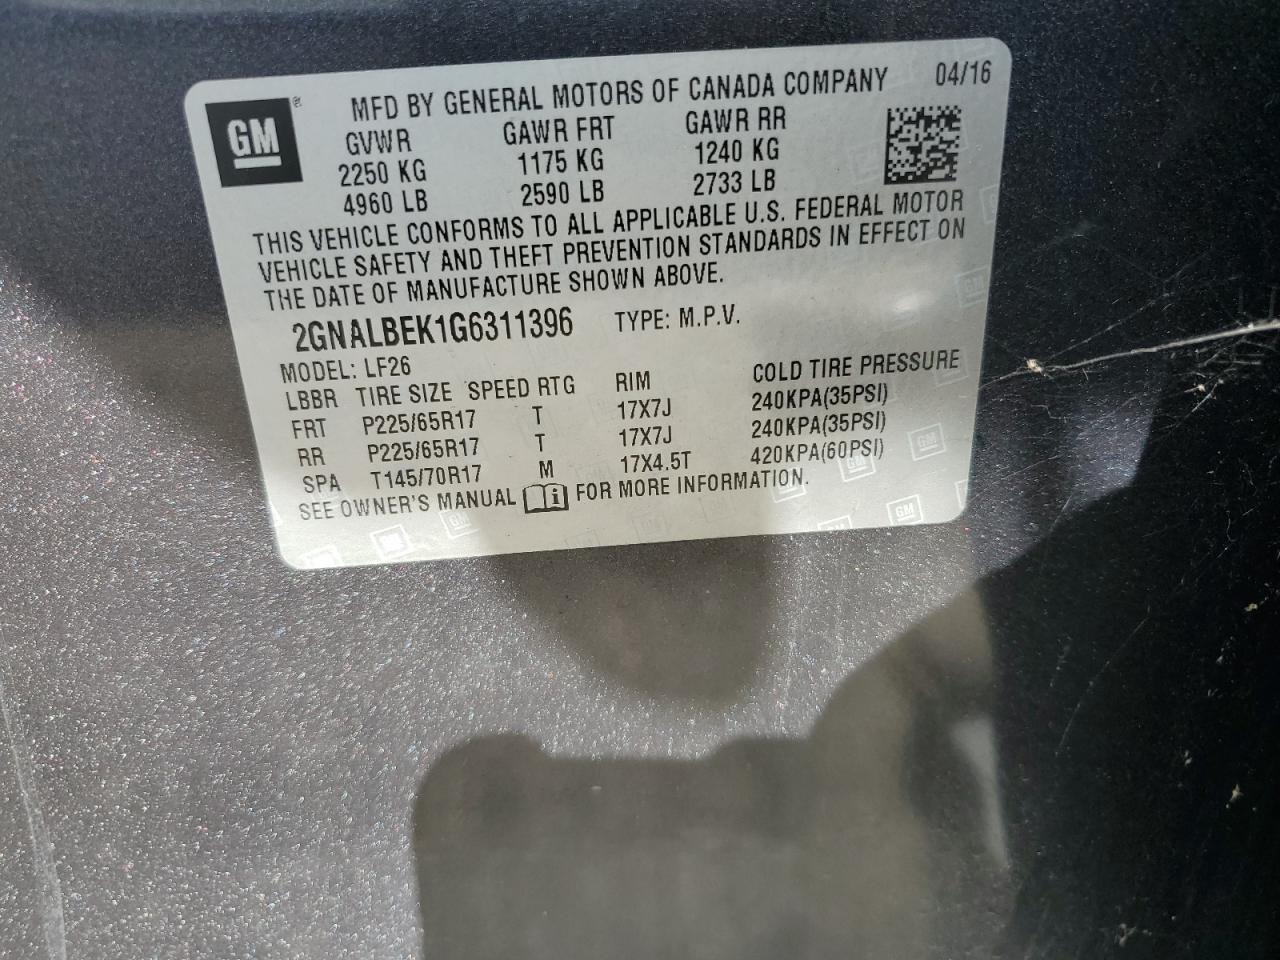 GM ® MFD BY GENERAL MOTORS OF CANADA COMPANY 04/16
GVWR GAWR FRT GAWR RR
2250 KG 1175 KG 1240 KG
4960 LB 2590 LB 2733 LB
THIS VEHICLE CONFORMS TO ALL APPLICABLE U.S. FEDERAL MOTOR
VEHICLE SAFETY AND THEFT PREVENTION STANDARDS IN EFFECT ON
THE DATE OF MANUFACTURE SHOWN ABOVE.
2GNALBEK1G6311396 TYPE: M.P.V.
MODEL: LF26
LBBR TIRE SIZE SPEED RTG RIM COLD TIRE PRESSURE
FRT P225/65R17 T 17X7J 240KPA(35PSI)
RR P225/65R17 T 17X7J 240KPA(35PSI)
SPA T145/70R17 M 17X4.5T 420KPA(60PSI)
SEE OWNER'S MANUAL i FOR MORE INFORMATION.